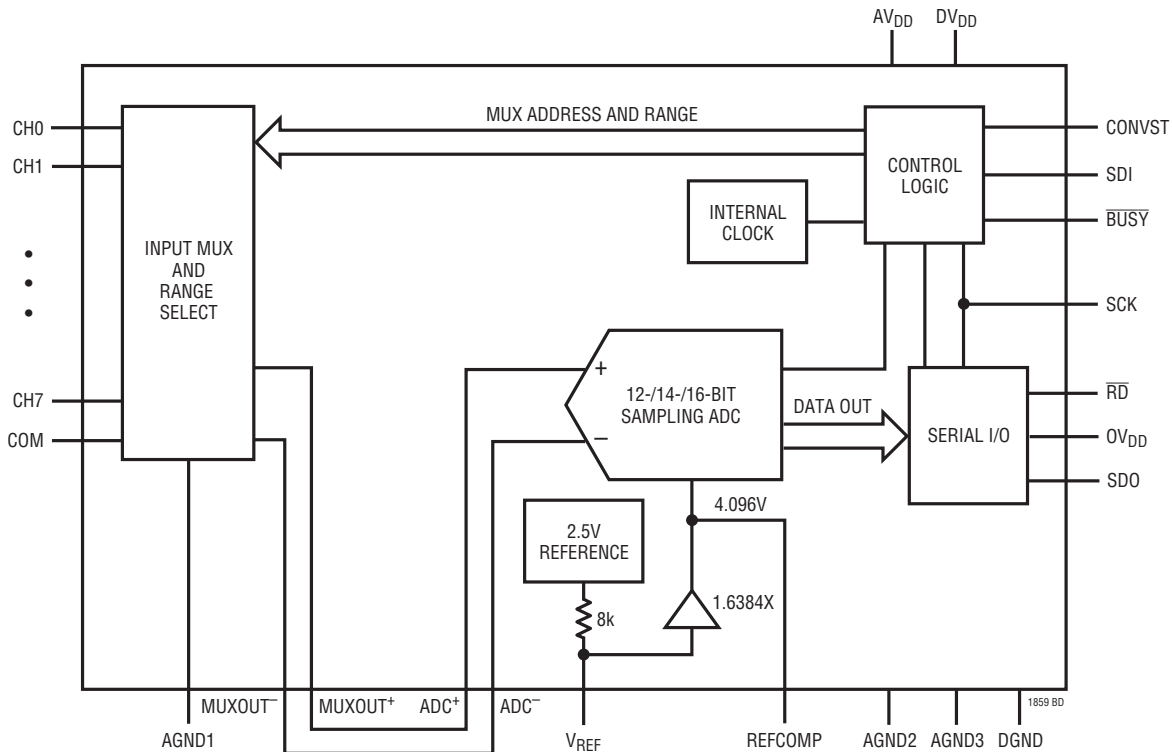 AVDD
DVDD
MUX ADDRESS AND RANGE
CH0
CH1
CONVST
CONTROL
LOGIC
SDI
INTERNAL
CLOCK
BUSY
INPUT MUX
AND
RANGE
SELECT
SCK
+
12-/14-/16-BIT
SAMPLING ADC
–
DATA OUT
SERIAL I/O
RD
OVDD
SDO
CH7
COM
4.096V
2.5V
REFERENCE
1.6384X
8k
MUXOUT–
MUXOUT+
ADC+
ADC–
1859 BD
AGND1
VREF
REFCOMP
AGND2
AGND3
DGND